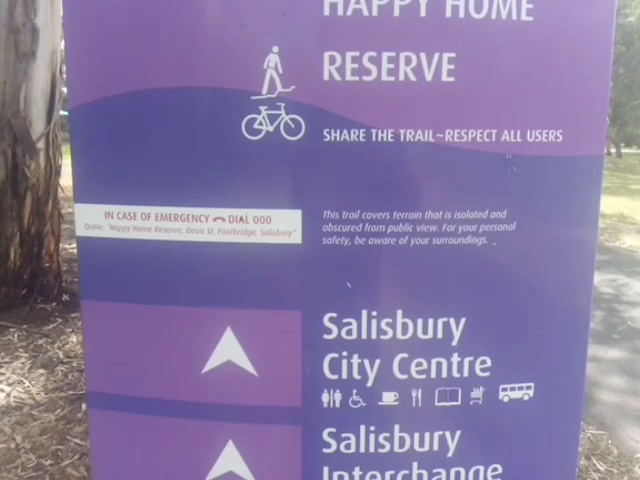 HAPPY HOME
RESERVE
SHARE THE TRAIL~RESPECT ALL USERS
IN CASE OF EMERGENCY DIAL 000
Quote: "Happy Home Reserve, Davis St. Footbridge, Salisbury"
This trail covers terrain that is isolated and
obscured from public view. For your personal
safety, be aware of your surroundings.
Salisbury
City Centre
Salisbury
Interchange